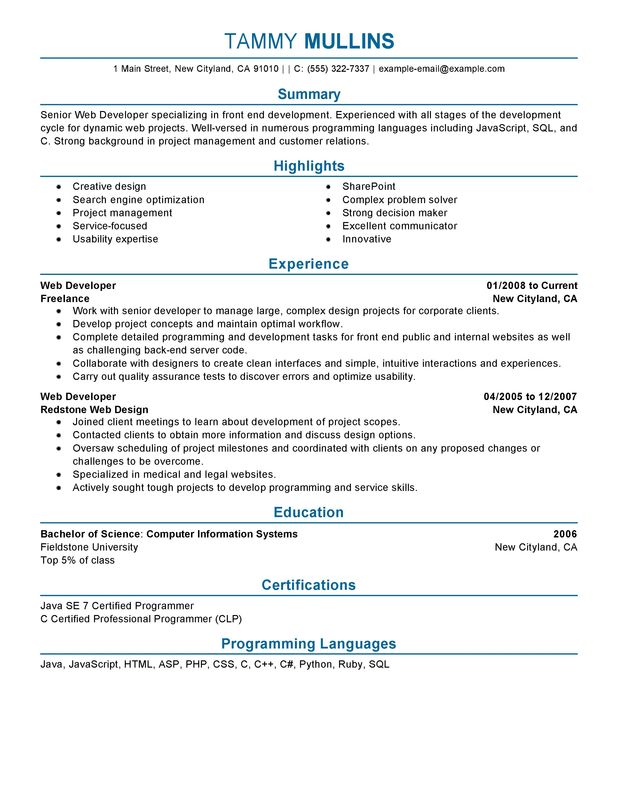 TAMMY MULLINS
1 Main Street, New Cityland, CA 91010 | | C: (555) 322-7337 | example-email@example.com
Summary
Senior Web Developer specializing in front end development. Experienced with all stages of the development
cycle for dynamic web projects. Well-versed in numerous programming languages including JavaScript, SQL, and
C. Strong background in project management and customer relations.
Highlights
• Creative design
• Search engine optimization
• Project management
• Service-focused
• Usability expertise
• SharePoint
• Complex problem solver
• Strong decision maker
• Excellent communicator
• Innovative
Experience
Web Developer 01/2008 to Current
Freelance New Cityland, CA
• Work with senior developer to manage large, complex design projects for corporate clients.
• Develop project concepts and maintain optimal workflow.
• Complete detailed programming and development tasks for front end public and internal websites as well
as challenging back-end server code.
• Collaborate with designers to create clean interfaces and simple, intuitive interactions and experiences.
• Carry out quality assurance tests to discover errors and optimize usability.
Web Developer 04/2005 to 12/2007
Redstone Web Design New Cityland, CA
• Joined client meetings to learn about development of project scopes.
• Contacted clients to obtain more information and discuss design options.
• Oversaw scheduling of project milestones and coordinated with clients on any proposed changes or
challenges to be overcome.
• Specialized in medical and legal websites.
• Actively sought tough projects to develop programming and service skills.
Education
Bachelor of Science: Computer Information Systems 2006
Fieldstone University New Cityland, CA
Top 5% of class
Certifications
Java SE 7 Certified Programmer
C Certified Professional Programmer (CLP)
Programming Languages
Java, JavaScript, HTML, ASP, PHP, CSS, C, C++, C#, Python, Ruby, SQL